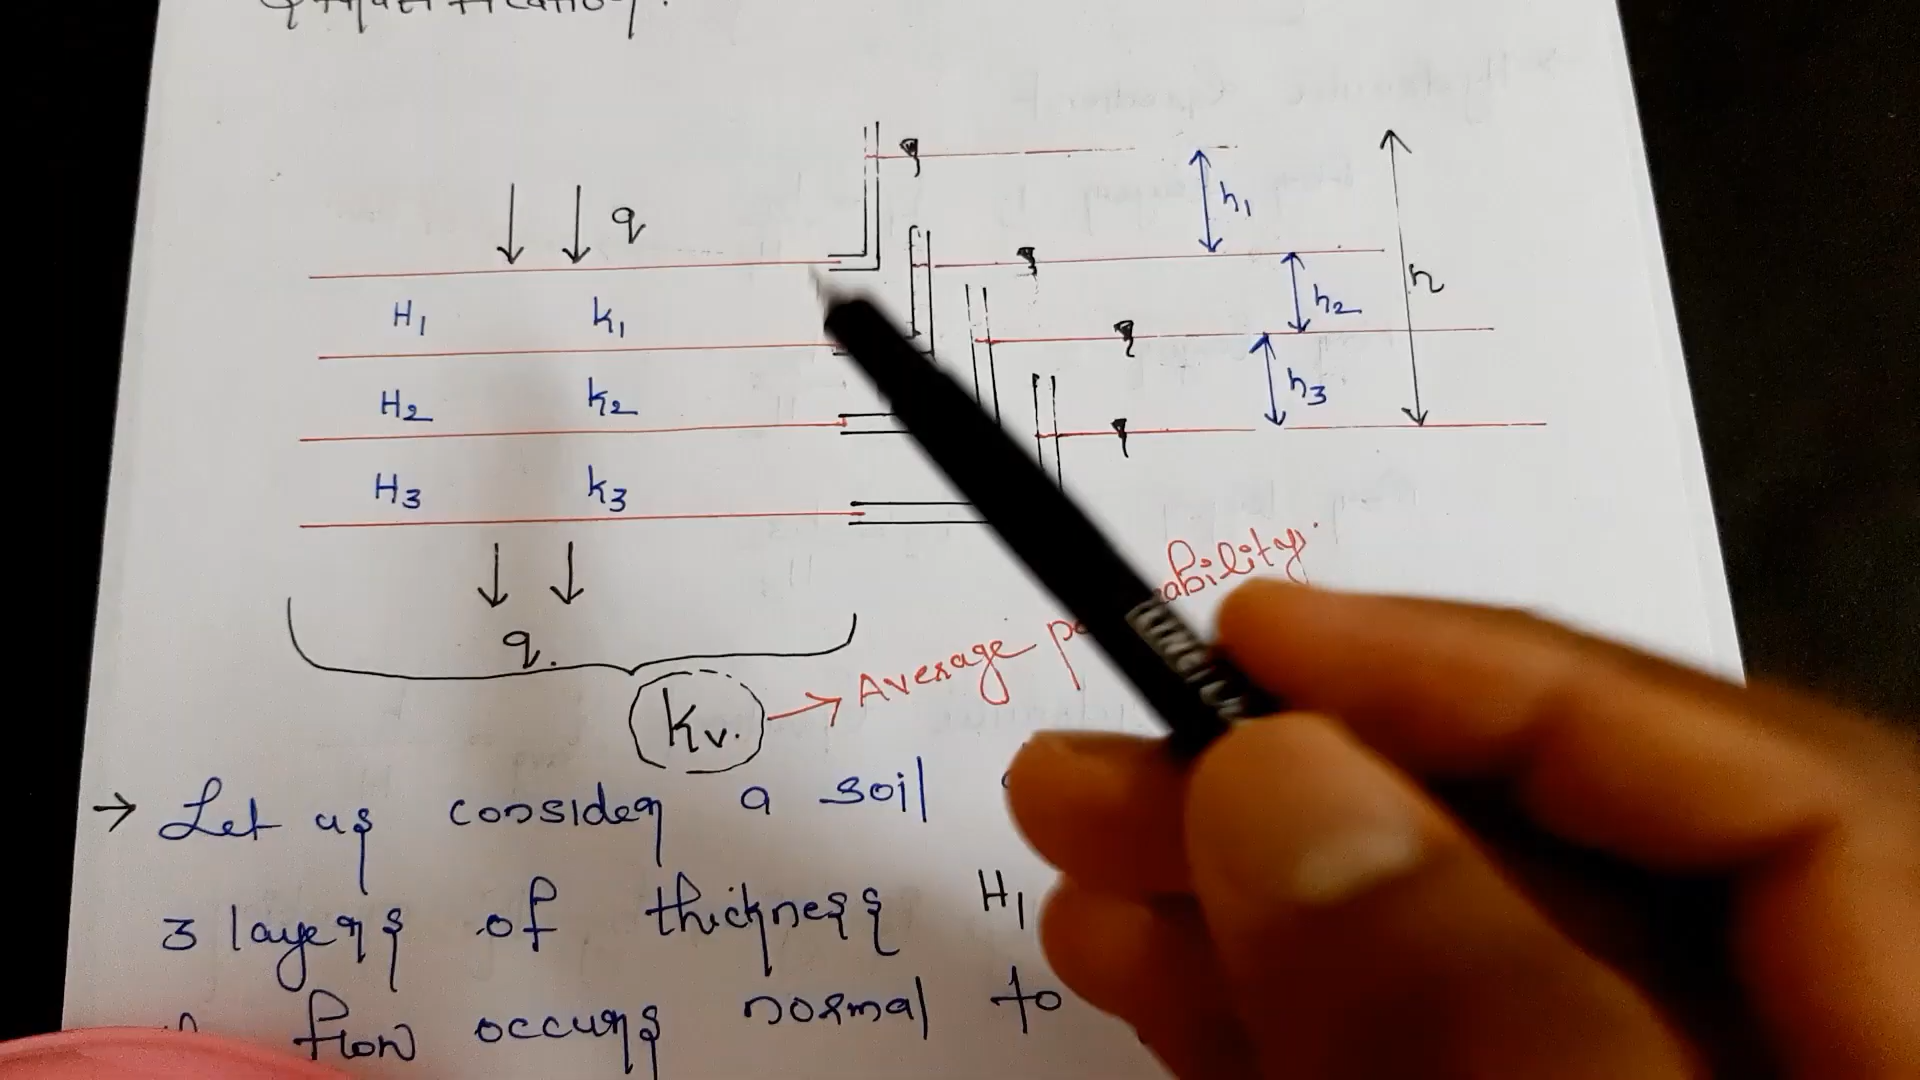 q
h1
h2
h
h3
H1 k1
H2 k2
H3 k3
q.
kv. → Average
→ Let us consider a soil
3 layers of thickness H1
flow occurs normal to